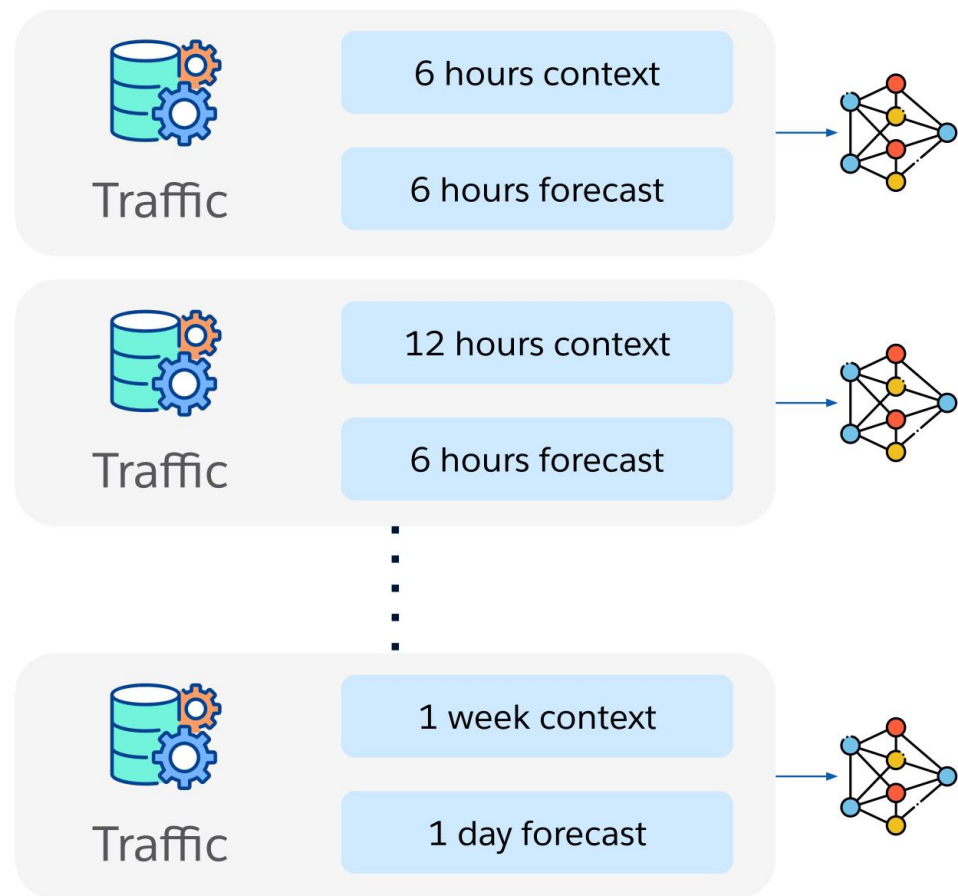 6 hours context
6 hours forecast
Traffic
12 hours context
6 hours forecast
Traffic
1 week context
1 day forecast
Traffic